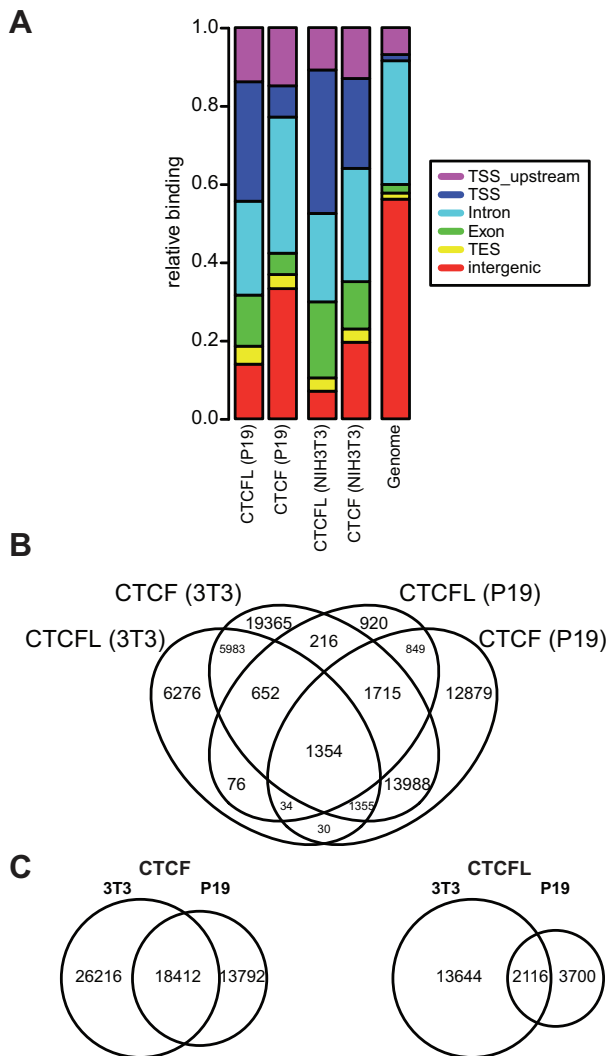 A
relative binding
1.0
0.8
0.6
0.4
0.2
0.0
CTCFL (P19)
CTCF (P19)
CTCFL (NIH3T3)
CTCF (NIH3T3)
Genome
TSS_upstream
TSS
Intron
Exon
TES
intergenic
B
CTCF (3T3)
CTCFL (P19)
CTCFL (3T3)
CTCF (P19)
19365
920
5983
216
849
6276
652
1715
12879
1354
76
13988
34
1355
30
C
CTCF
3T3
P19
26216
18412
13792
CTCFL
3T3
P19
13644
2116
3700